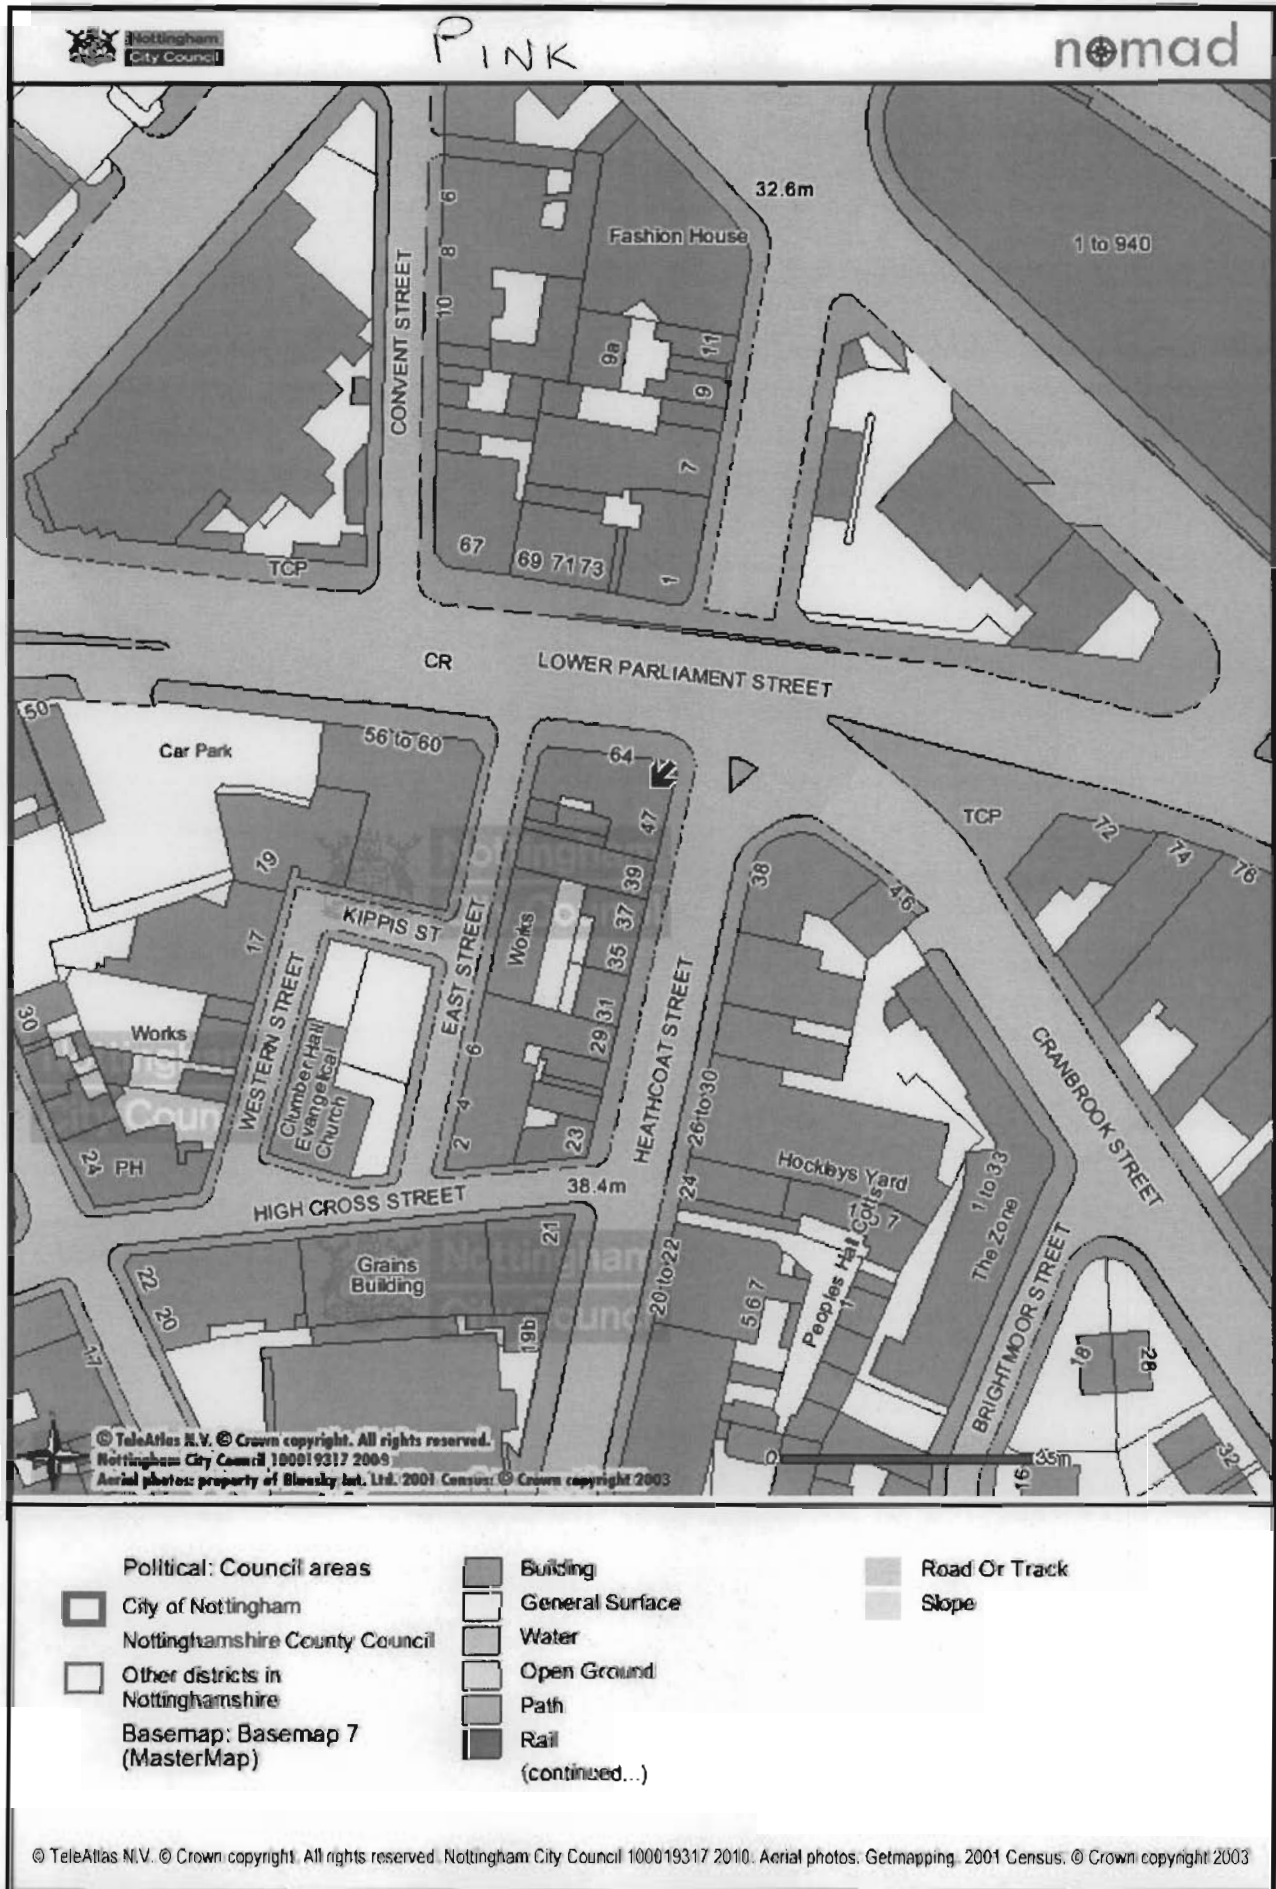 Nottingham
City Council
PINK
nomad
32.6m
Fashion House
1 to 940
6
8
10
CONVENT STREET
9a
11
9
7
67
69 71 73
1
TCP
CR
LOWER PARLIAMENT STREET
50
Car Park
56 to 60
64
47
TCP
72
74
76
38
46
19
39
37
35
Works
KIPPIS ST
17
EAST STREET
WESTERN STREET
HEATHCOAT STREET
30
Works
29 31
6
4
2
Clumber Hall
Evangelical
Church
26 to 30
CRANBROOK STREET
24
PH
23
Hockleys Yard
24
1 to 33
The Zone
HIGH CROSS STREET
38.4m
21
Peoples Hall Cotts
1
7
22
20
Grains
Building
20 to 22
5 6 7
BRIGHTMOOR STREET
19b
17
18
28
32
16
Nottingham
City Council
© TeleAtlas N.V. © Crown copyright. All rights reserved.
Nottingham City Council 100019317 2009
Aerial photos: property of Bluesky Int. Ltd. 2001 Census: © Crown copyright 2003
0 35m
Political: Council areas
City of Nottingham
Nottinghamshire County Council
Other districts in
Nottinghamshire
Basemap: Basemap 7
(MasterMap)
Building
General Surface
Water
Open Ground
Path
Rail
(continued...)
Road Or Track
Slope
© TeleAtlas N.V. © Crown copyright. All rights reserved. Nottingham City Council 100019317 2010. Aerial photos. Getmapping. 2001 Census. © Crown copyright 2003